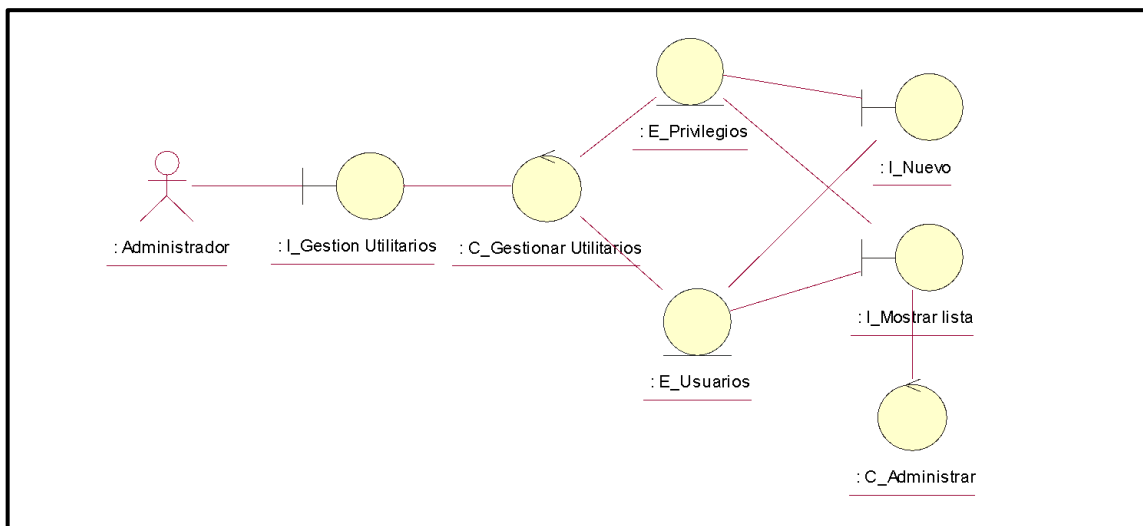 : E_Privilegios
: I_Nuevo
: Administrador
: I_Gestion Utilitarios
: C_Gestionar Utilitarios
: I_Mostrar lista
: E_Usuarios
: C_Administrar